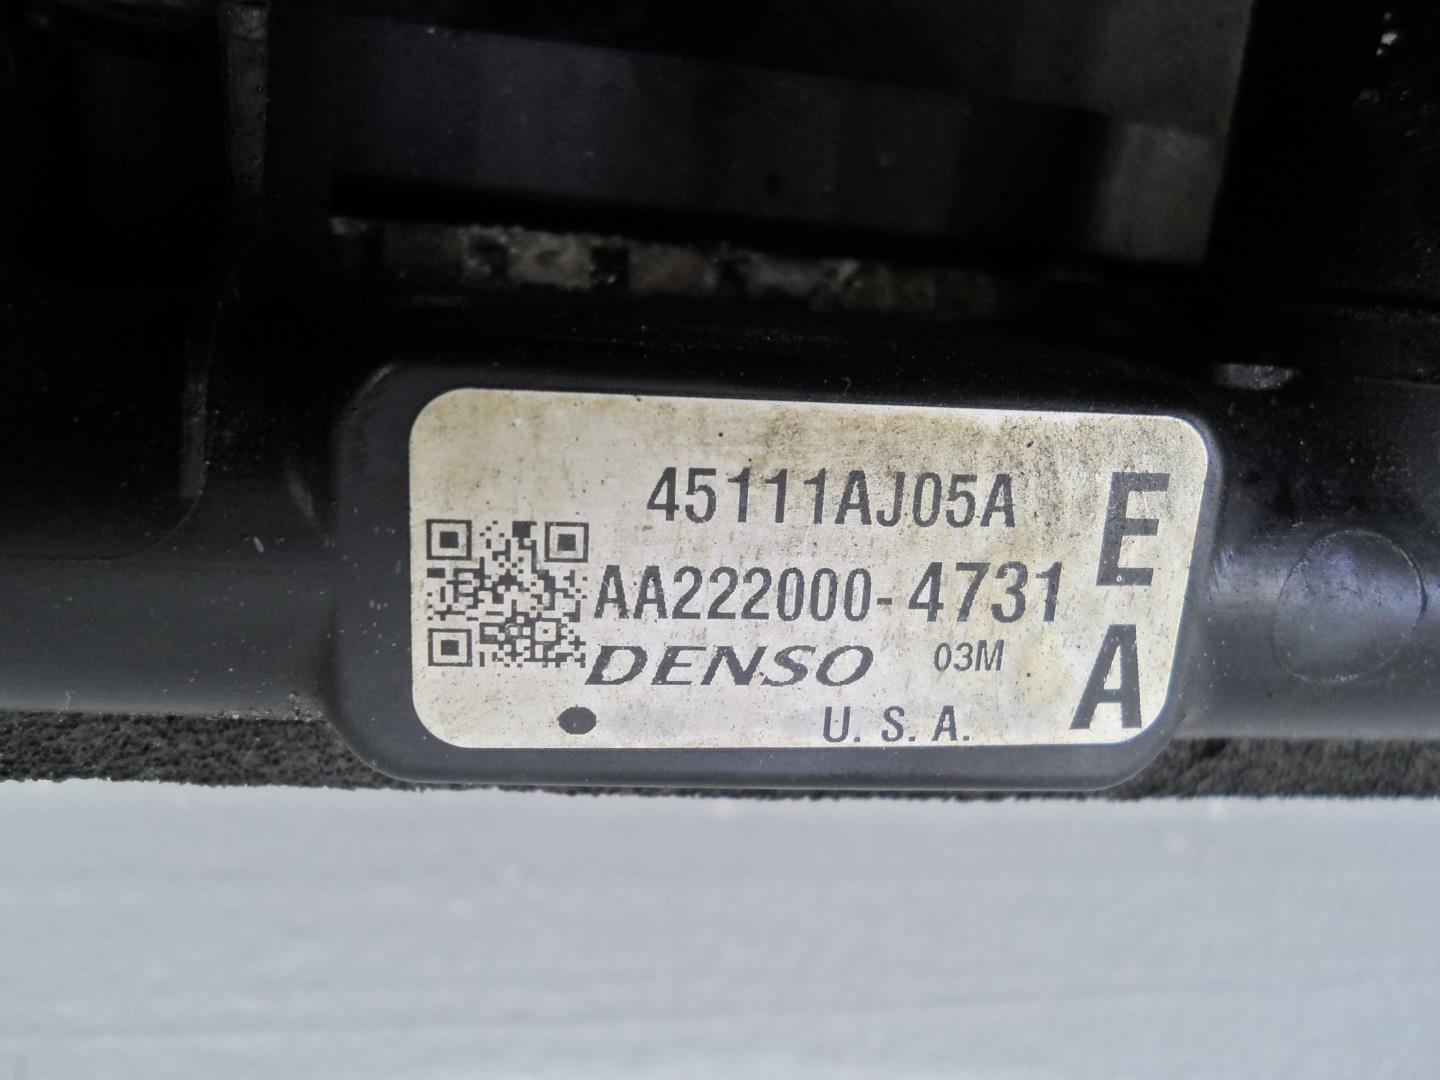 45111AJ05A
AA222000-4731
DENSO 03M
U. S. A.
E
A